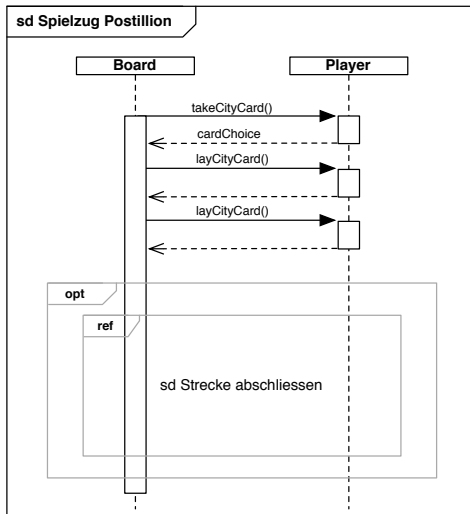 sd Spielzug Postillion
Board
Player
takeCityCard()
cardChoice
layCityCard()
layCityCard()
opt
ref
sd Strecke abschliessen